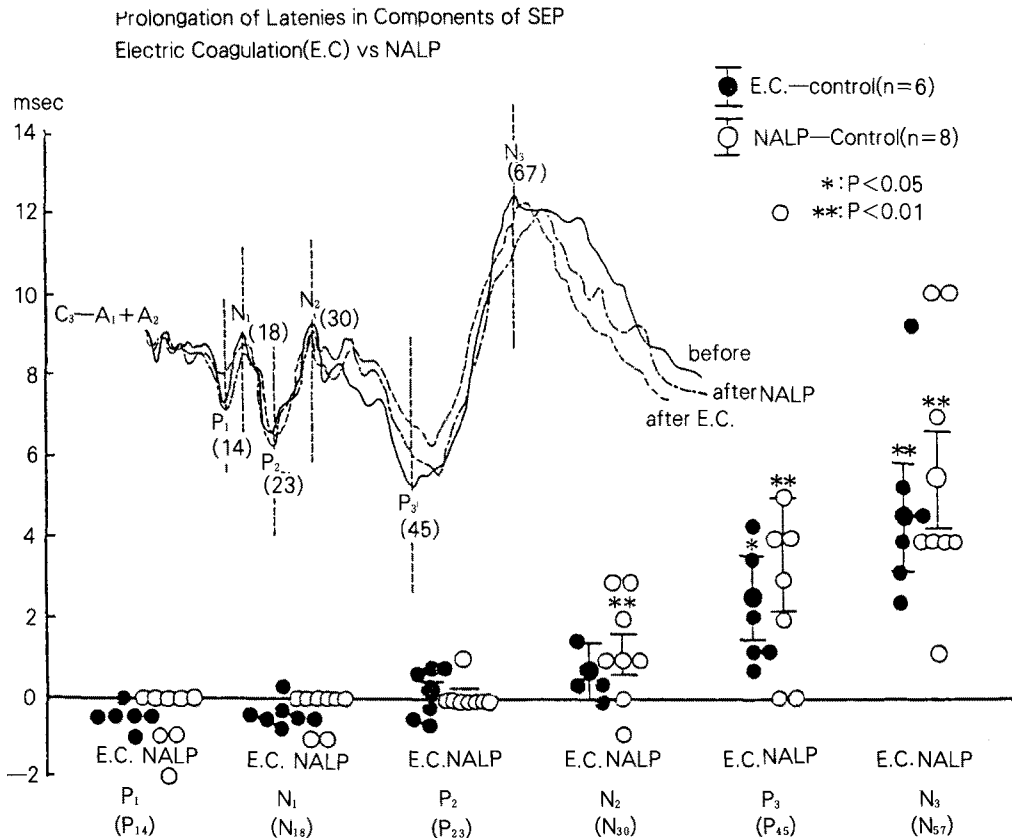 Prolongation of Latenies in Components of SEP
Electric Coagulation(E.C) vs NALP
msec
E.C.—control(n=6)
NALP—Control(n=8)
*:P<0.05
**:P<0.01
14
12
10
8
6
4
2
0
—2
C₃—A₁+A₂
P₁
(14)
N₁
(18)
P₂
(23)
N₂
(30)
P₃
(45)
N₃
(67)
before
after NALP
after E.C.
**
*
**
**
**
E.C. NALP
E.C. NALP
E.C. NALP
E.C. NALP
E.C. NALP
E.C. NALP
P₁
N₁
P₂
N₂
P₃
N₃
(P₁₄)
(N₁₈)
(P₂₃)
(N₃₀)
(P₄₅)
(N₅₇)